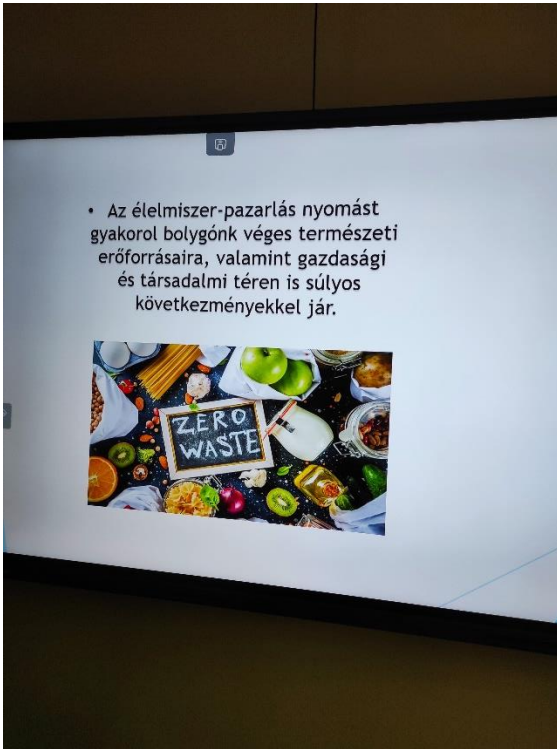 • Az élelmiszer-pazarlás nyomást
gyakorol bolygónk véges természeti
erőforrásaira, valamint gazdasági
és társadalmi téren is súlyos
következményekkel jár.
ZERO
WASTE